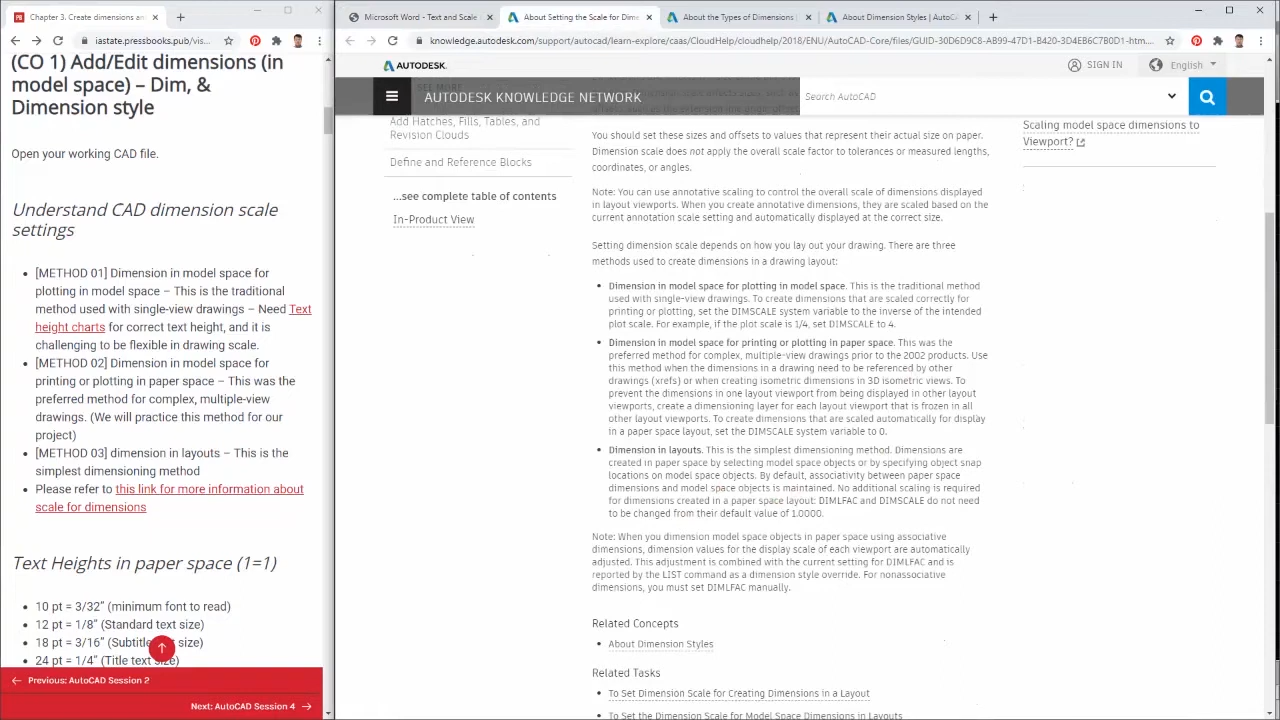 Chapter 3. Create dimensions an
iastate.pressbooks.pub/vis...
(CO 1) Add/Edit dimensions (in
model space) – Dim, &
Dimension style
Open your working CAD file.
Understand CAD dimension scale
settings
[METHOD 01] Dimension in model space for
plotting in model space – This is the traditional
method used with single-view drawings – Need Text
height charts for correct text height, and it is
challenging to be flexible in drawing scale.
[METHOD 02] Dimension in model space for
printing or plotting in paper space – This was the
preferred method for complex, multiple-view
drawings. (We will practice this method for our
project)
[METHOD 03] dimension in layouts – This is the
simplest dimensioning method
Please refer to this link for more information about
scale for dimensions
Text Heights in paper space (1=1)
10 pt = 3/32” (minimum font to read)
12 pt = 1/8” (Standard text size)
18 pt = 3/16” (Subtitle size)
24 pt = 1/4” (Title text size)
Previous: AutoCAD Session 2
Next: AutoCAD Session 4
Microsoft Word - Text and Scale
About Setting the Scale for Dime
About the Types of Dimensions
About Dimension Styles | AutoC
knowledge.autodesk.com/support/autocad/learn-explore/caas/CloudHelp/cloudhelp/2018/ENU/AutoCAD-Core/files/GUID-30DED9C8-AB99-47D1-B420-3D4EB6C7B0D1-htm...
AUTODESK
SIGN IN
English
SEE MORE
AUTODESK KNOWLEDGE NETWORK
Search AutoCAD
Add Hatches, Fills, Tables, and
Revision Clouds
Define and Reference Blocks
...see complete table of contents
In-Product View
You should set these sizes and offsets to values that represent their actual size on paper.
Dimension scale does not apply the overall scale factor to tolerances or measured lengths,
coordinates, or angles.
Note: You can use annotative scaling to control the overall scale of dimensions displayed
in layout viewports. When you create annotative dimensions, they are scaled based on the
current annotation scale setting and automatically displayed at the correct size.
Setting dimension scale depends on how you lay out your drawing. There are three
methods used to create dimensions in a drawing layout:
Dimension in model space for plotting in model space. This is the traditional method
used with single-view drawings. To create dimensions that are scaled correctly for
printing or plotting, set the DIMSCALE system variable to the inverse of the intended
plot scale. For example, if the plot scale is 1/4, set DIMSCALE to 4.
Dimension in model space for printing or plotting in paper space. This was the
preferred method for complex, multiple-view drawings prior to the 2002 products. Use
this method when the dimensions in a drawing need to be referenced by other
drawings (xrefs) or when creating isometric dimensions in 3D isometric views. To
prevent the dimensions in one layout viewport from being displayed in other layout
viewports, create a dimensioning layer for each layout viewport that is frozen in all
other layout viewports. To create dimensions that are scaled automatically for display
in a paper space layout, set the DIMSCALE system variable to 0.
Dimension in layouts. This is the simplest dimensioning method. Dimensions are
created in paper space by selecting model space objects or by specifying object snap
locations on model space objects. By default, associativity between paper space
dimensions and model space objects is maintained. No additional scaling is required
for dimensions created in a paper space layout: DIMLFAC and DIMSCALE do not need
to be changed from their default value of 1.0000.
Note: When you dimension model space objects in paper space using associative
dimensions, dimension values for the display scale of each viewport are automatically
adjusted. This adjustment is combined with the current setting for DIMLFAC and is
reported by the LIST command as a dimension style override. For nonassociative
dimensions, you must set DIMLFAC manually.
Related Concepts
About Dimension Styles
Related Tasks
To Set Dimension Scale for Creating Dimensions in a Layout
To Set the Dimension Scale for Model Space Dimensions in Layouts
Scaling model space dimensions to
Viewport?